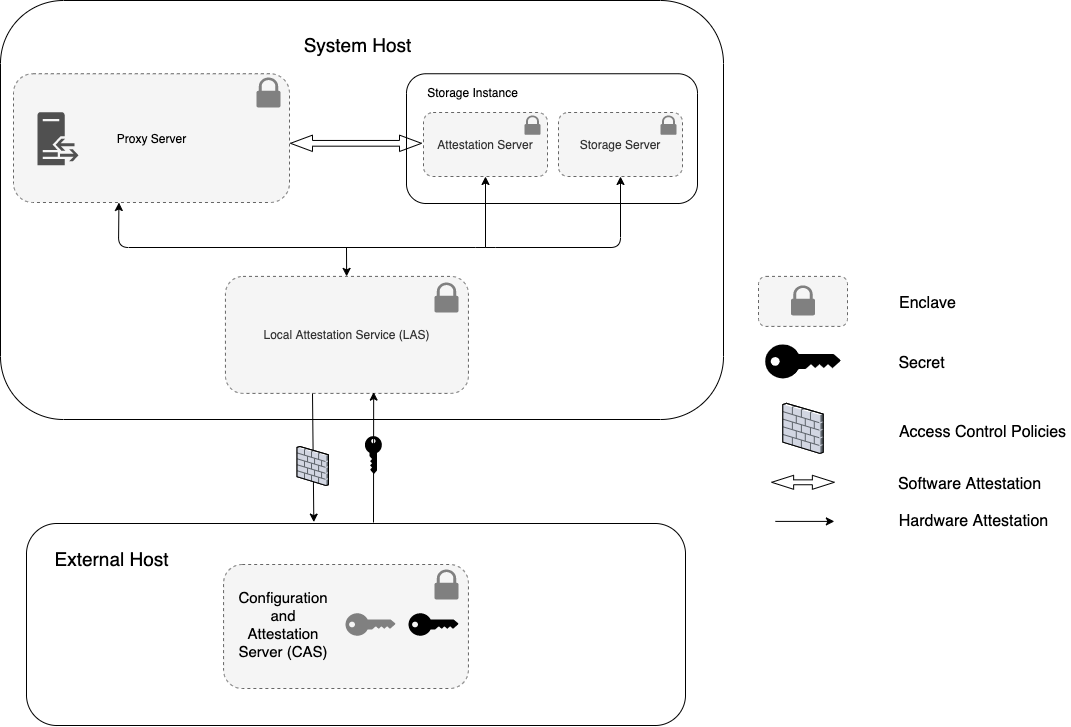 System Host
Storage Instance
Proxy Server
Attestation Server
Storage Server
Local Attestation Service (LAS)
Enclave
Secret
Access Control Policies
Software Attestation
Hardware Attestation
External Host
Configuration
and
Attestation
Server (CAS)